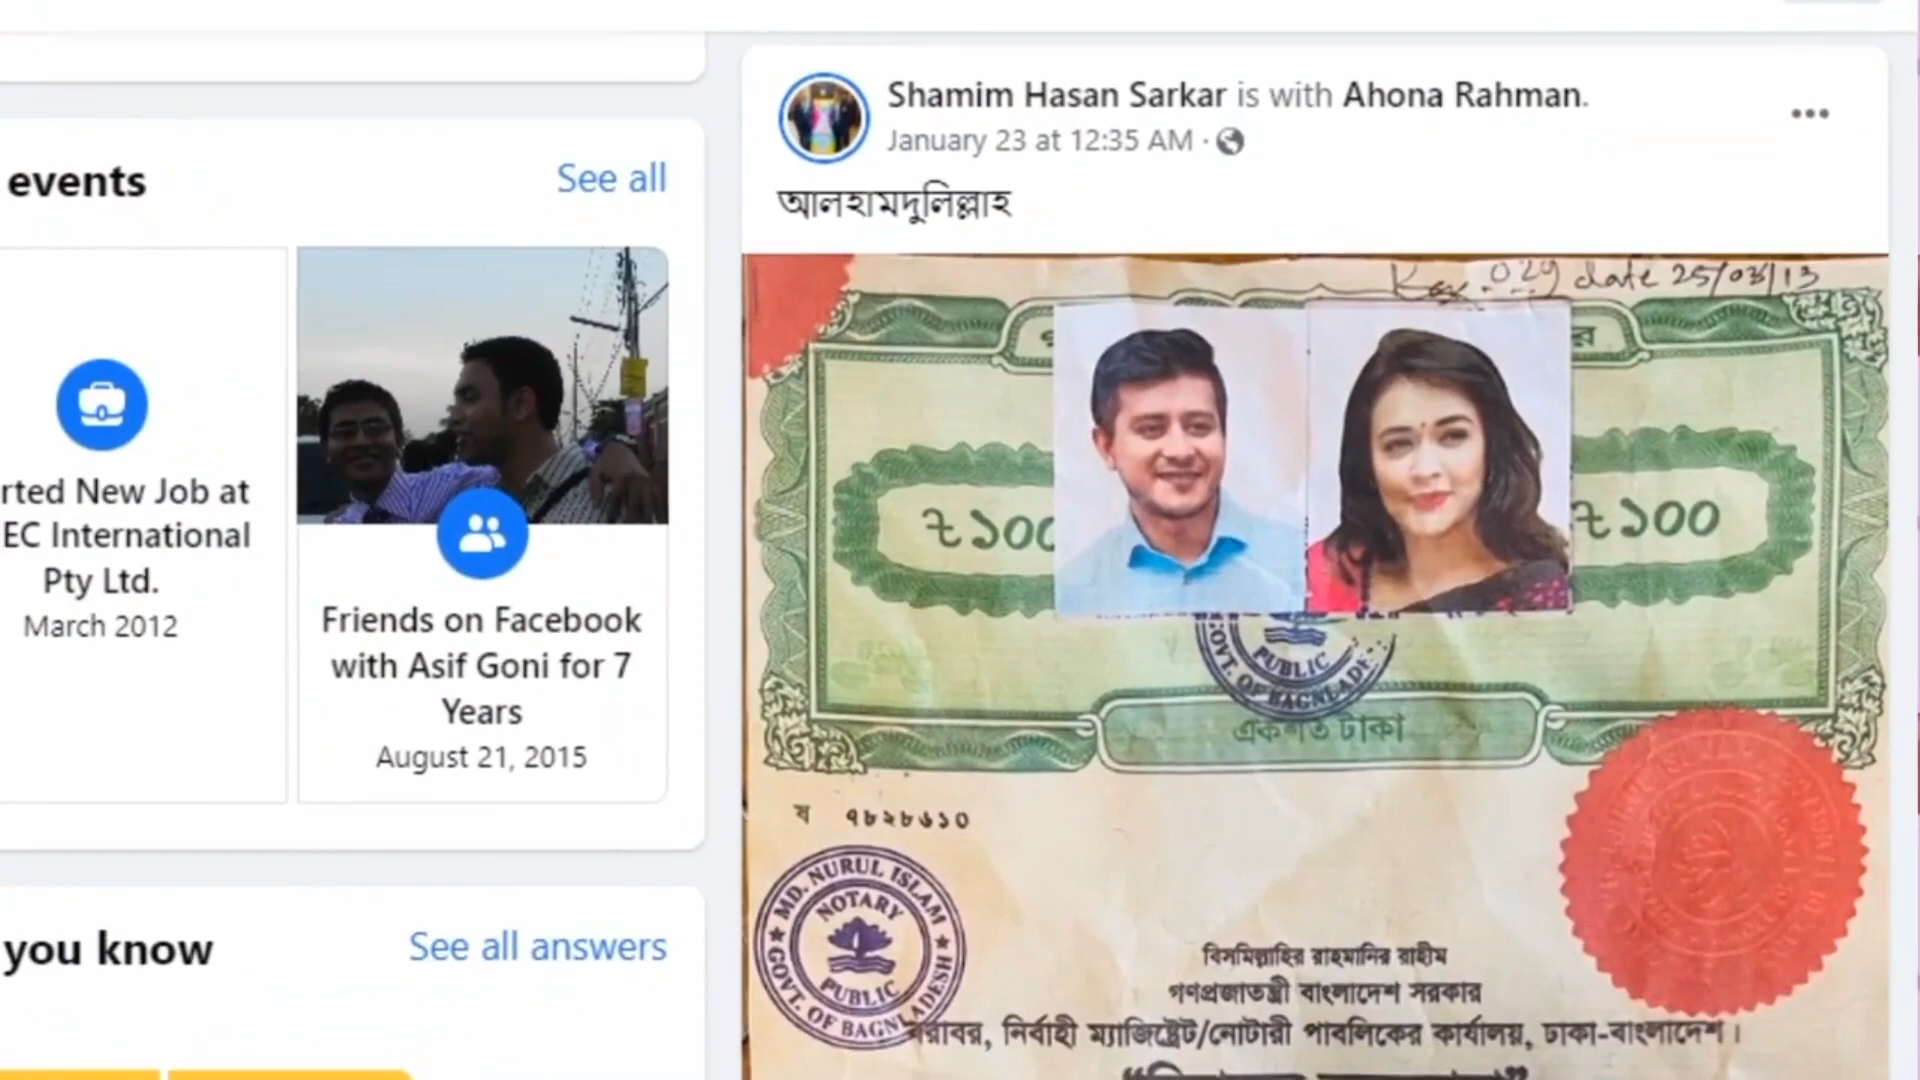 events
See all
rted New Job at
EC International
Pty Ltd.
March 2012
Friends on Facebook
with Asif Goni for 7
Years
August 21, 2015
you know
See all answers
Shamim Hasan Sarkar is with Ahona Rahman.
January 23 at 12:35 AM ·
আলহামদুলিল্লাহ
029 date 25/03/13
৳১০০
৳১০০
PUBLIC
GOVT. OF BAGNLADE
একশত টাকা
ষ ৭৮২৮৬১০
MD. NURUL ISLAM
NOTARY
PUBLIC
GOVT. OF BAGNLADESH
বিসমিল্লাহির রাহমানির রাহীম
গণপ্রজাতন্ত্রী বাংলাদেশ সরকার
বরাবর, নির্বাহী ম্যাজিষ্ট্রেট/নোটারী পাবলিকের কার্যালয়, ঢাকা-বাংলাদেশ।